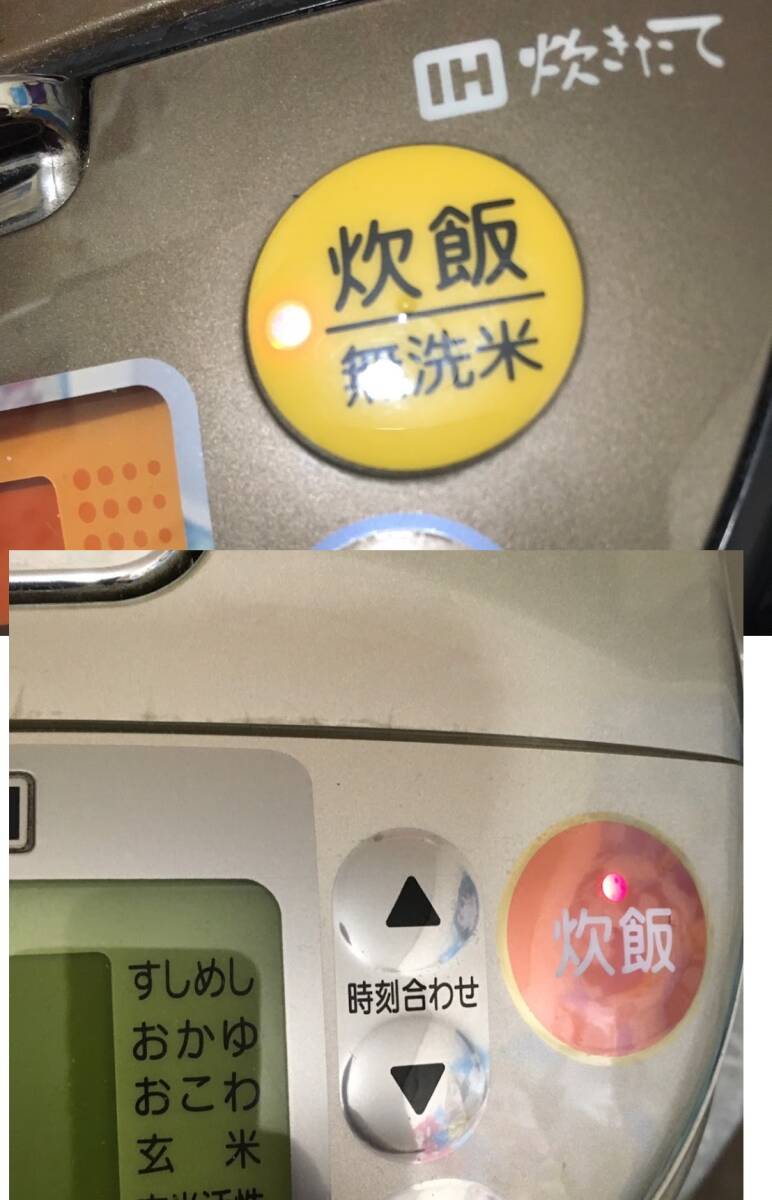 IH 炊きたて
炊飯
無洗米
時刻合わせ
炊飯
すしめし
おかゆ
おこわ
玄米